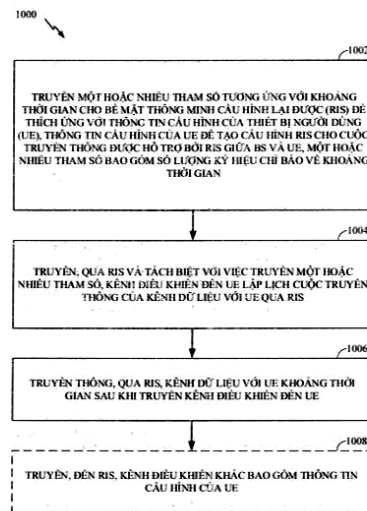 1000
1002
TRUYỀN MỘT HOẶC NHIỀU THAM SỐ TƯƠNG ỨNG VỚI KHOẢNG
THỜI GIAN CHO BỀ MẶT THÔNG MINH CẤU HÌNH LẠI ĐƯỢC (RIS) ĐỂ
THÍCH ỨNG VỚI THÔNG TIN CẤU HÌNH CỦA THIẾT BỊ NGƯỜI DÙNG
(UE), THÔNG TIN CẤU HÌNH CỦA UE ĐỂ TẠO CẤU HÌNH RIS CHO CUỘC
TRUYỀN THÔNG ĐƯỢC HỖ TRỢ BỞI RIS GIỮA BS VÀ UE, MỘT HOẶC
NHIỀU THAM SỐ BAO GỒM SỐ LƯỢNG KÝ HIỆU CHỈ BÁO VỀ KHOẢNG
THỜI GIAN
1004
TRUYỀN, QUA RIS VÀ TÁCH BIỆT VỚI VIỆC TRUYỀN MỘT HOẶC
NHIỀU THAM SỐ, KÊNH ĐIỀU KHIỂN ĐẾN UE LẬP LỊCH CUỘC TRUYỀN
THÔNG CỦA KÊNH DỮ LIỆU VỚI UE QUA RIS
1006
TRUYỀN THÔNG, QUA RIS, KÊNH DỮ LIỆU VỚI UE KHOẢNG THỜI
GIAN SAU KHI TRUYỀN KÊNH ĐIỀU KHIỂN ĐẾN UE
1008
TRUYỀN, ĐẾN RIS, KÊNH ĐIỀU KHIỂN KHÁC BAO GỒM THÔNG TIN
CẤU HÌNH CỦA UE